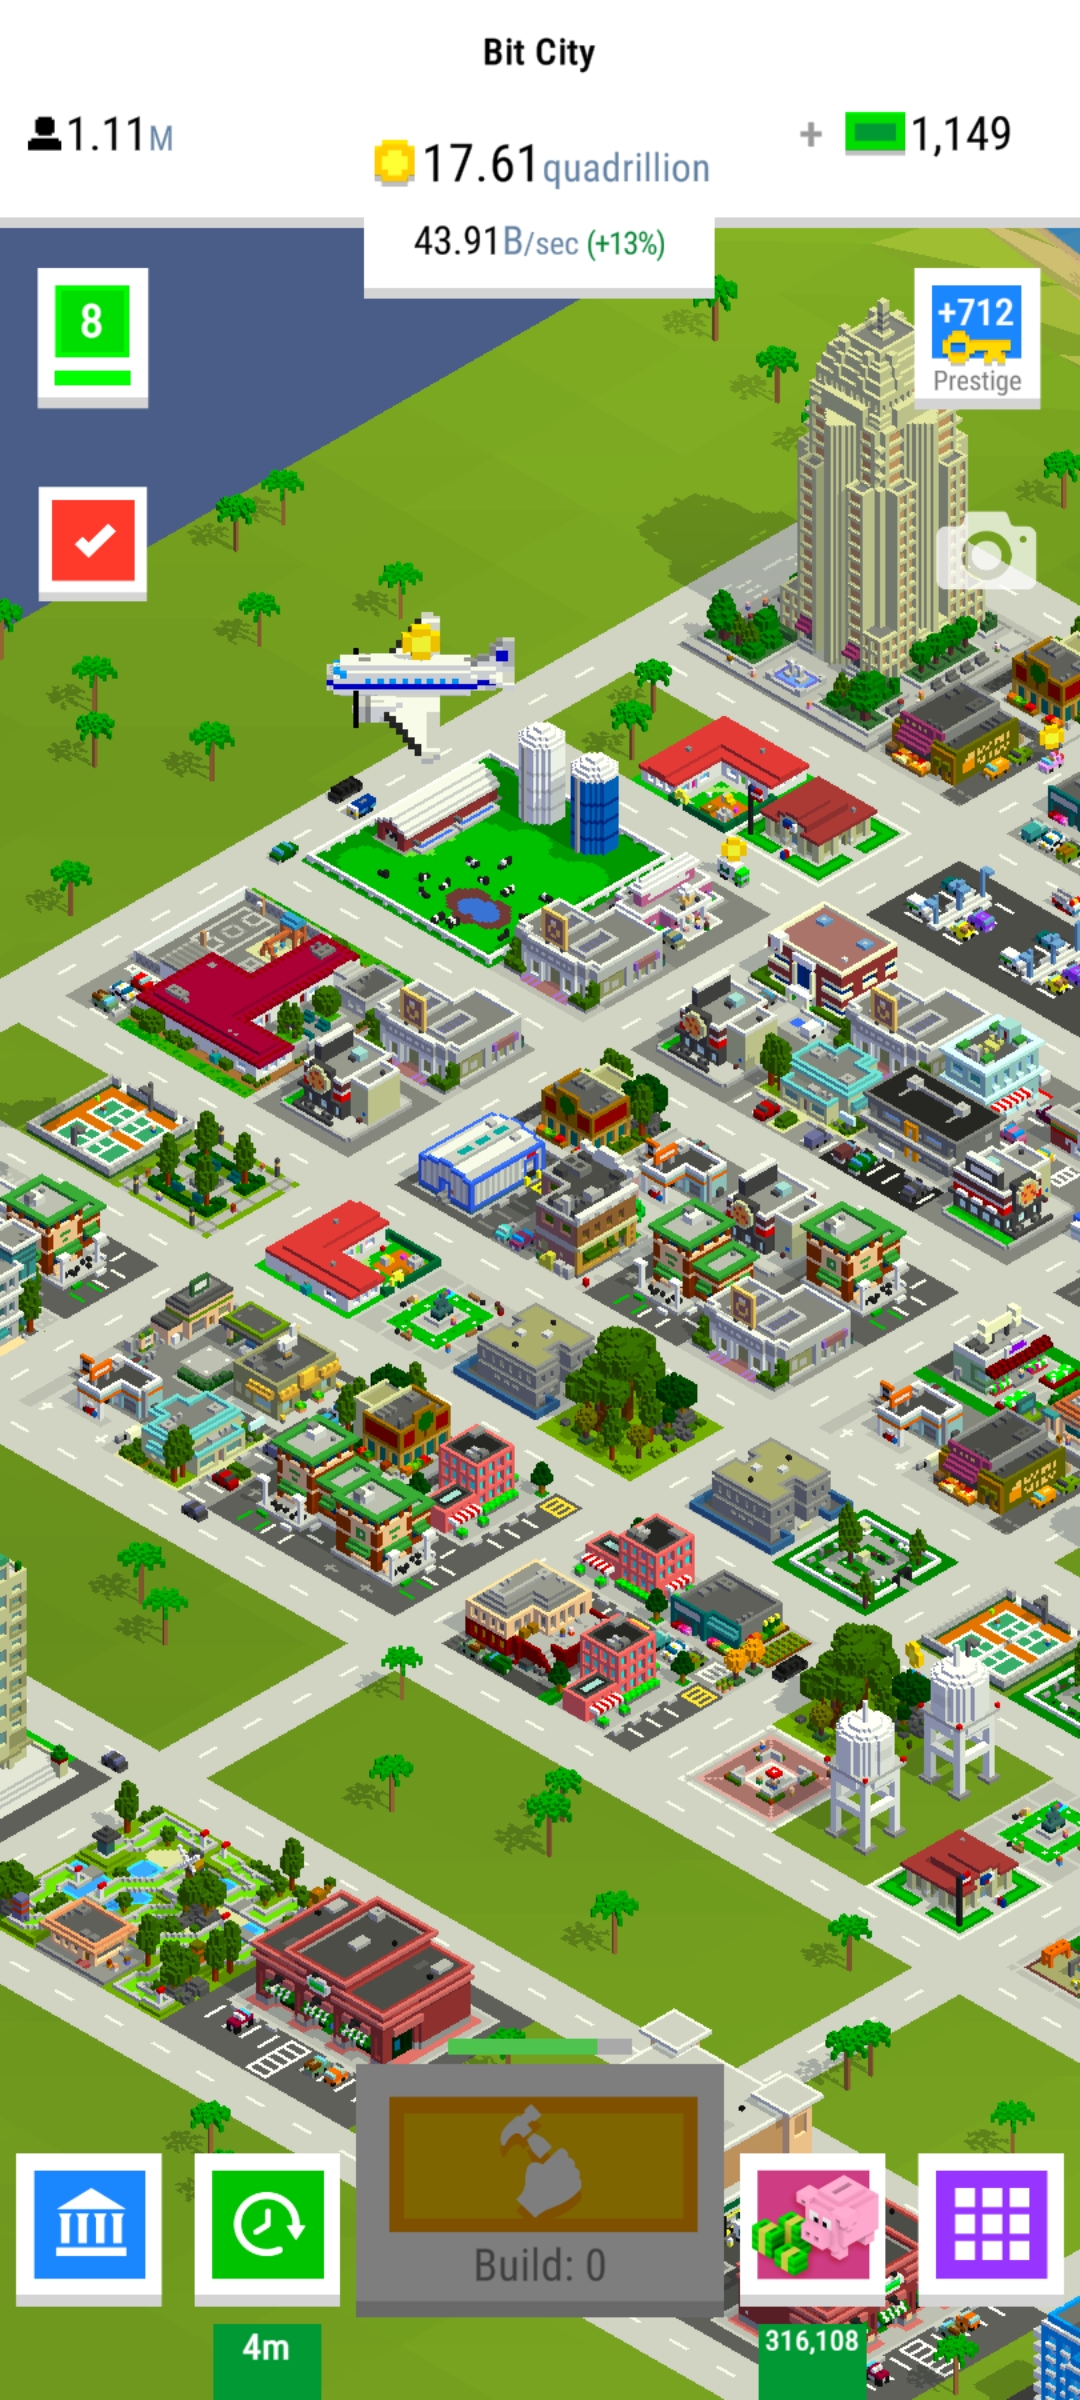 Bit City
1.11M
17.61quadrillion
+ 1,149
43.91B/sec (+13%)
8
+712
Prestige
Build: 0
4m
316,108